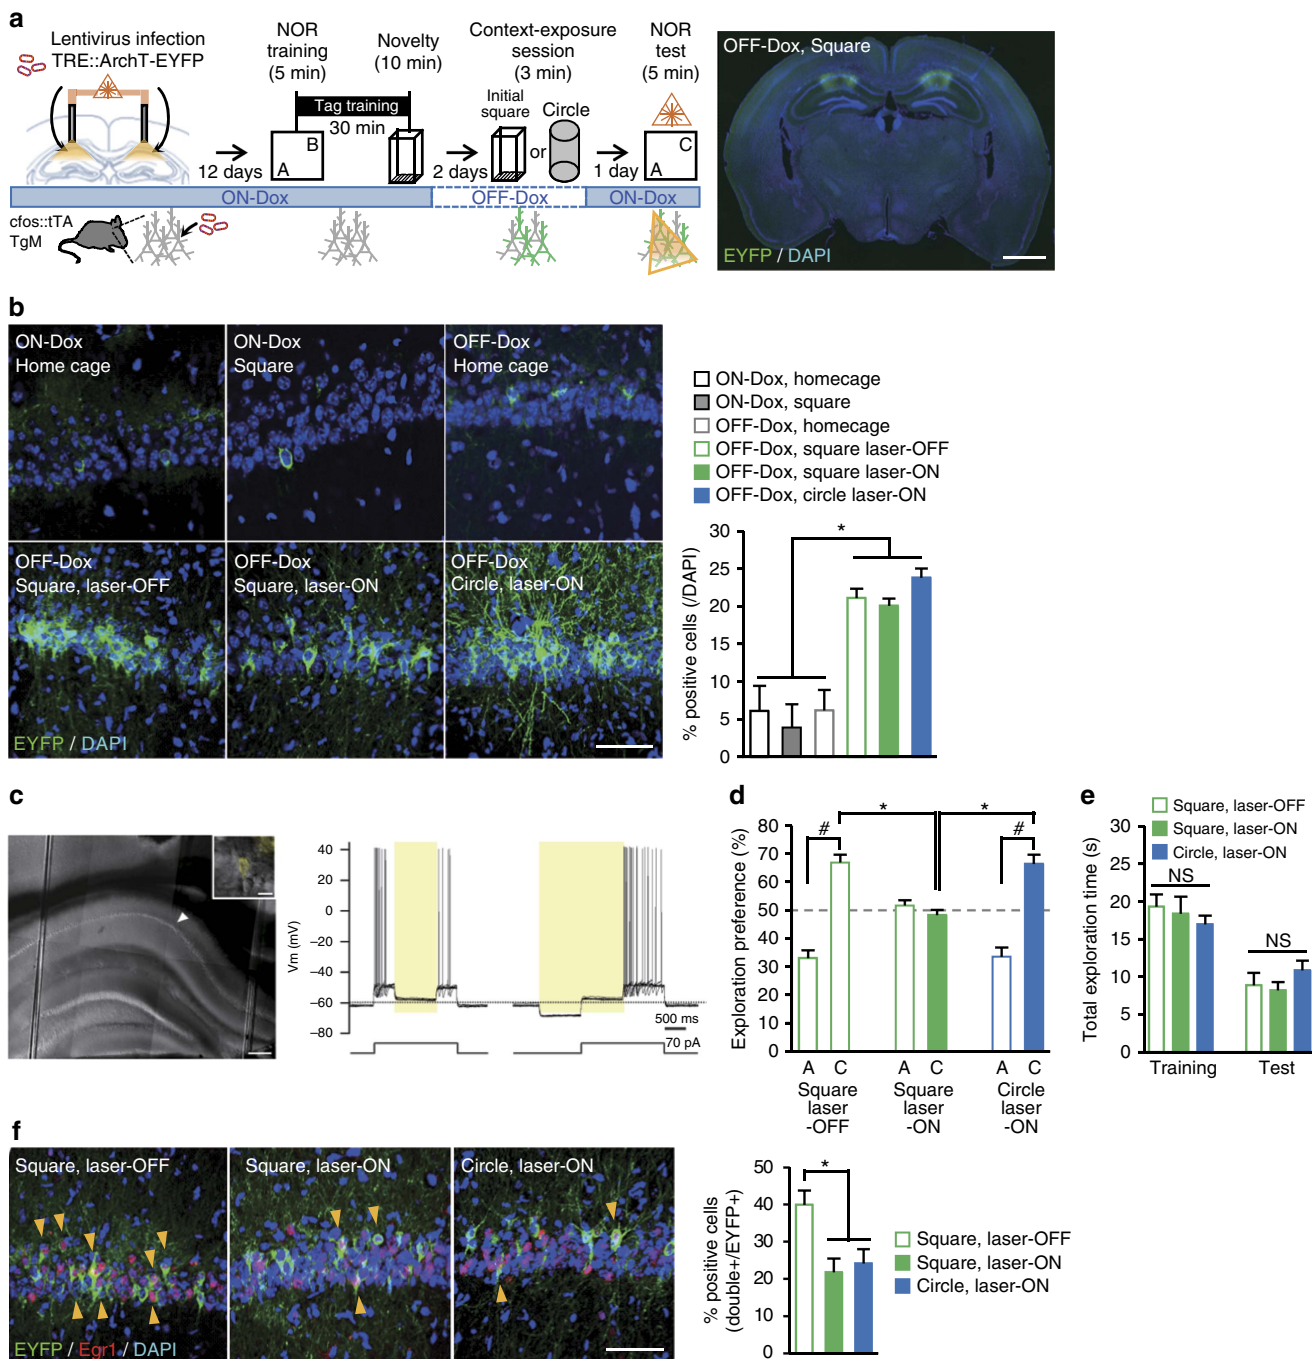 a
Lentivirus infection
TRE::ArchT-EYFP
NOR
training
(5 min)
Novelty
(10 min)
Context-exposure
session
(3 min)
NOR
test
(5 min)
Tag training
30 min
Initial
square
Circle
or
A
B
A
C
12 days
2 days
1 day
ON-Dox
OFF-Dox
ON-Dox
cfos::tTA
TgM
OFF-Dox, Square
EYFP / DAPI
b
ON-Dox
Home cage
ON-Dox
Square
OFF-Dox
Home cage
OFF-Dox
Square, laser-OFF
OFF-Dox
Square, laser-ON
OFF-Dox
Circle, laser-ON
EYFP / DAPI
ON-Dox, homecage
ON-Dox, square
OFF-Dox, homecage
OFF-Dox, square laser-OFF
OFF-Dox, square laser-ON
OFF-Dox, circle laser-ON
% positive cells (/DAPI)
30
25
20
15
10
5
0
*
c
Vm (mV)
40
20
0
−20
−40
−60
−80
500 ms
70 pA
d
Exploration preference (%)
80
70
60
50
40
30
20
10
0
#
*
*
#
A C
A C
A C
Square
laser
-OFF
Square
laser
-ON
Circle
laser
-ON
e
Square, laser-OFF
Square, laser-ON
Circle, laser-ON
Total exploration time (s)
30
25
20
15
10
5
0
NS
NS
Training
Test
f
Square, laser-OFF
Square, laser-ON
Circle, laser-ON
EYFP / Egr1 / DAPI
% positive cells
(double+/EYFP+)
50
40
30
20
10
0
*
Square, laser-OFF
Square, laser-ON
Circle, laser-ON